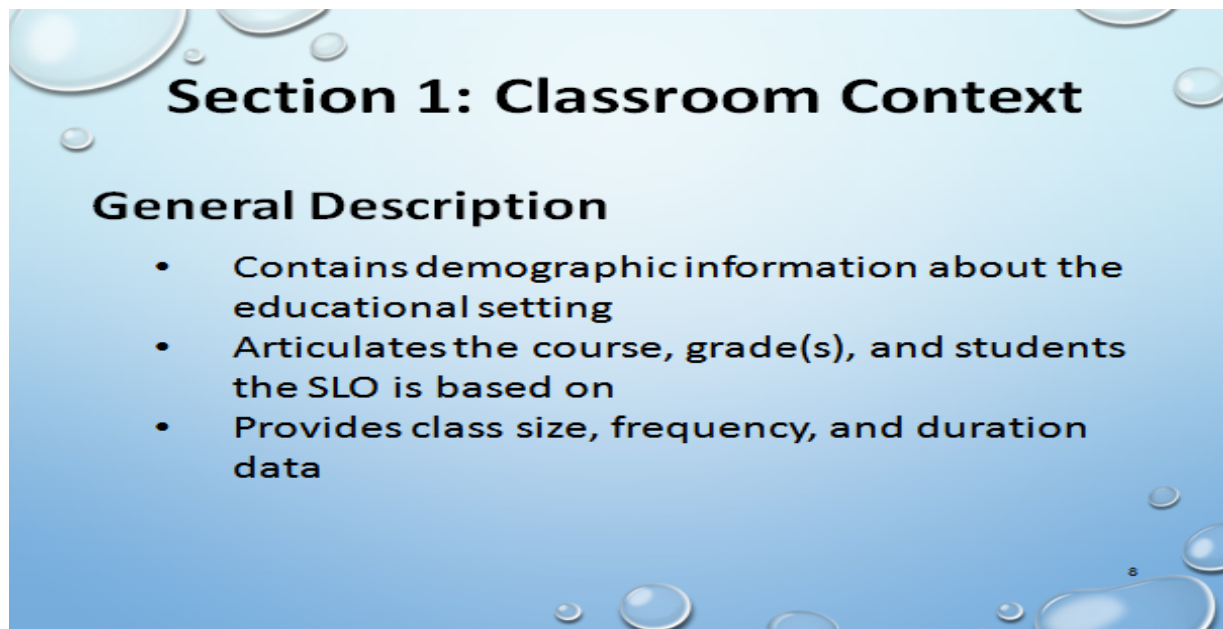 Section 1: Classroom Context
General Description
• Contains demographic information about the
educational setting
• Articulates the course, grade(s), and students
the SLO is based on
• Provides class size, frequency, and duration
data
8